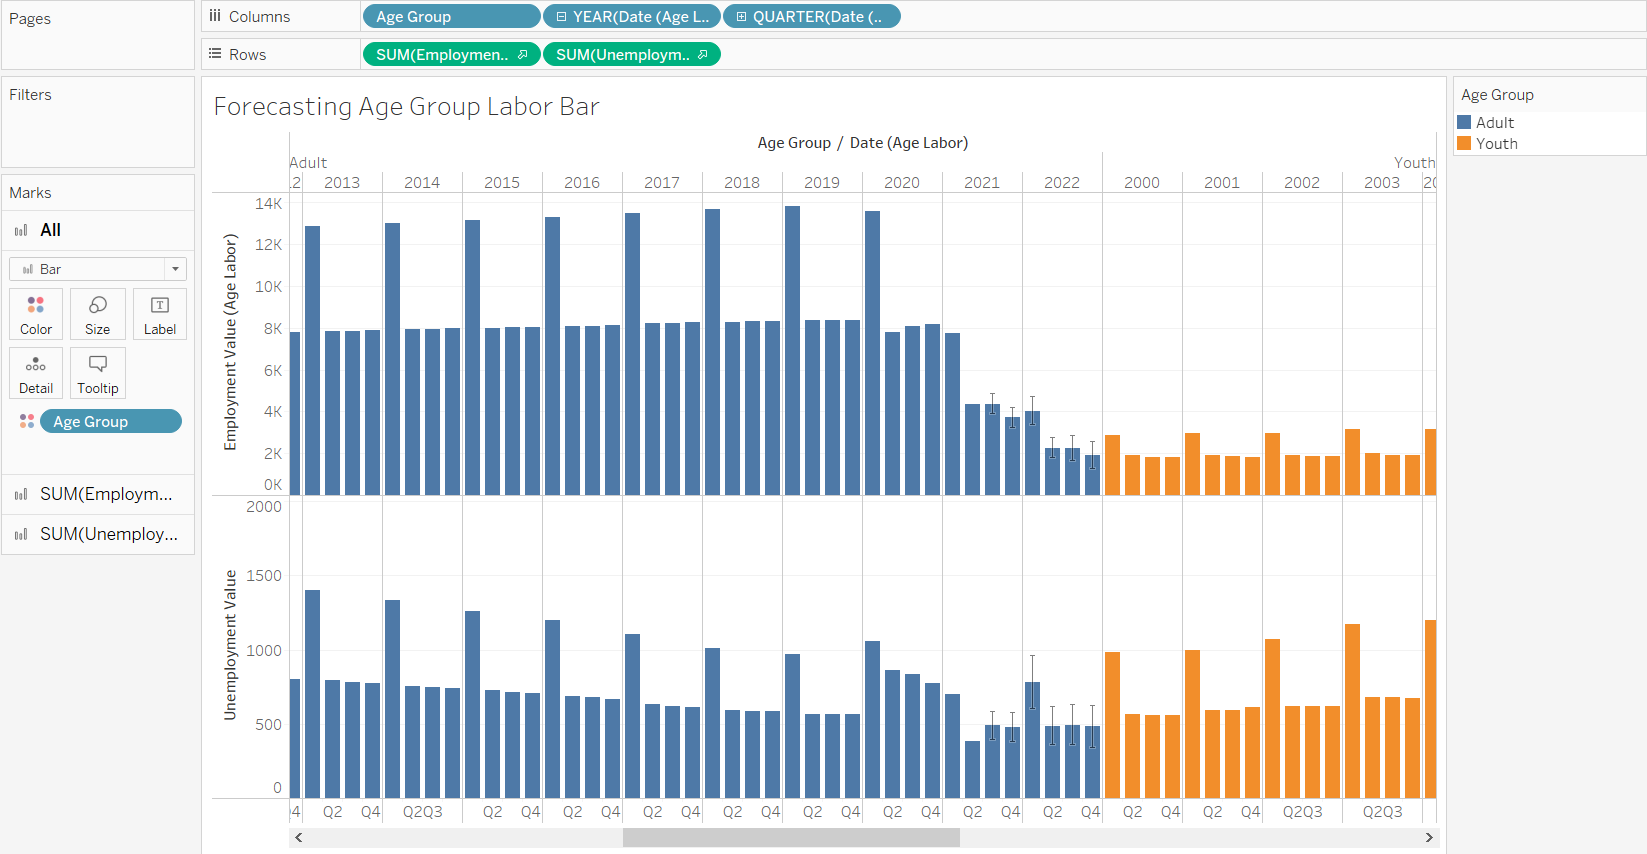 Pages
Columns
Age Group
YEAR(Date (Age L..
QUARTER(Date (..
Rows
SUM(Employmen..
SUM(Unemploym..
Filters
Marks
All
Bar
Color
Size
Label
Detail
Tooltip
Age Group
SUM(Employm...
SUM(Unemploy...
Forecasting Age Group Labor Bar
Age Group / Date (Age Labor)
Adult
Youth
2013 2014 2015 2016 2017 2018 2019 2020 2021 2022 2000 2001 2002 2003
Employment Value (Age Labor)
14K
12K
10K
8K
6K
4K
2K
0K
Unemployment Value
2000
1500
1000
500
0
Q2 Q4 Q2Q3 Q2 Q4 Q2 Q4 Q2 Q4 Q2 Q4 Q2 Q4 Q2 Q4 Q2 Q4 Q2 Q4 Q2 Q4 Q2 Q4 Q2Q3 Q2Q3
Age Group
Adult
Youth